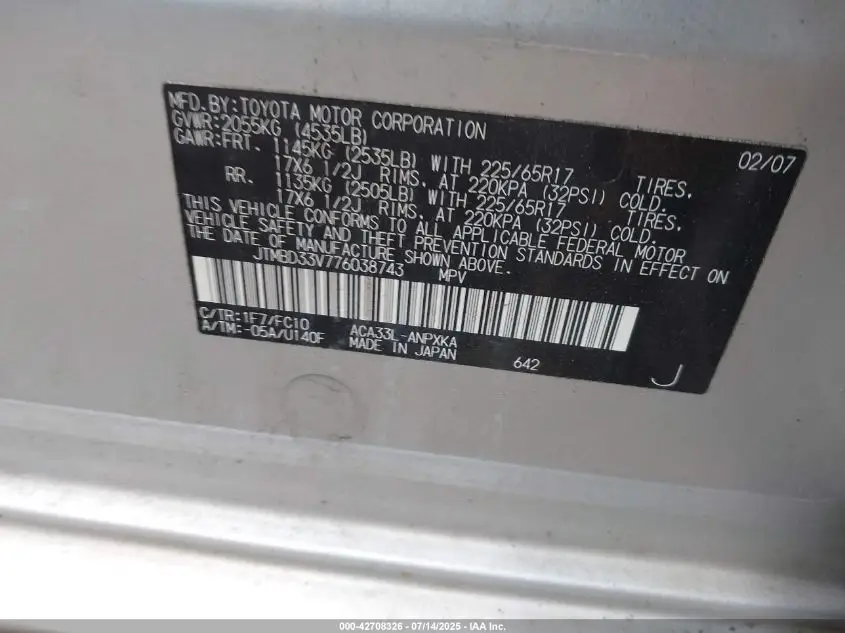 MFD.BY:TOYOTA MOTOR CORPORATION 02/07
GVWR:2055KG (4535LB)
GAWR:FRT. 1145KG (2535LB) WITH 225/65R17 TIRES,
17X6 1/2J RIMS, AT 220KPA (32PSI) COLD.
RR. 1135KG (2505LB) WITH 225/65R17 TIRES,
17X6 1/2J RIMS, AT 220KPA (32PSI) COLD.
THIS VEHICLE CONFORMS TO ALL APPLICABLE FEDERAL MOTOR
VEHICLE SAFETY AND THEFT PREVENTION STANDARDS IN EFFECT ON
THE DATE OF MANUFACTURE SHOWN ABOVE.
JTMBD33V776038743 MPV
C/TR:1F7/FC10 ACA33L-ANPXKA
A/TM:-05A/U140F MADE IN JAPAN 642 J
000-42708326 - 07/14/2025 - IAA Inc.